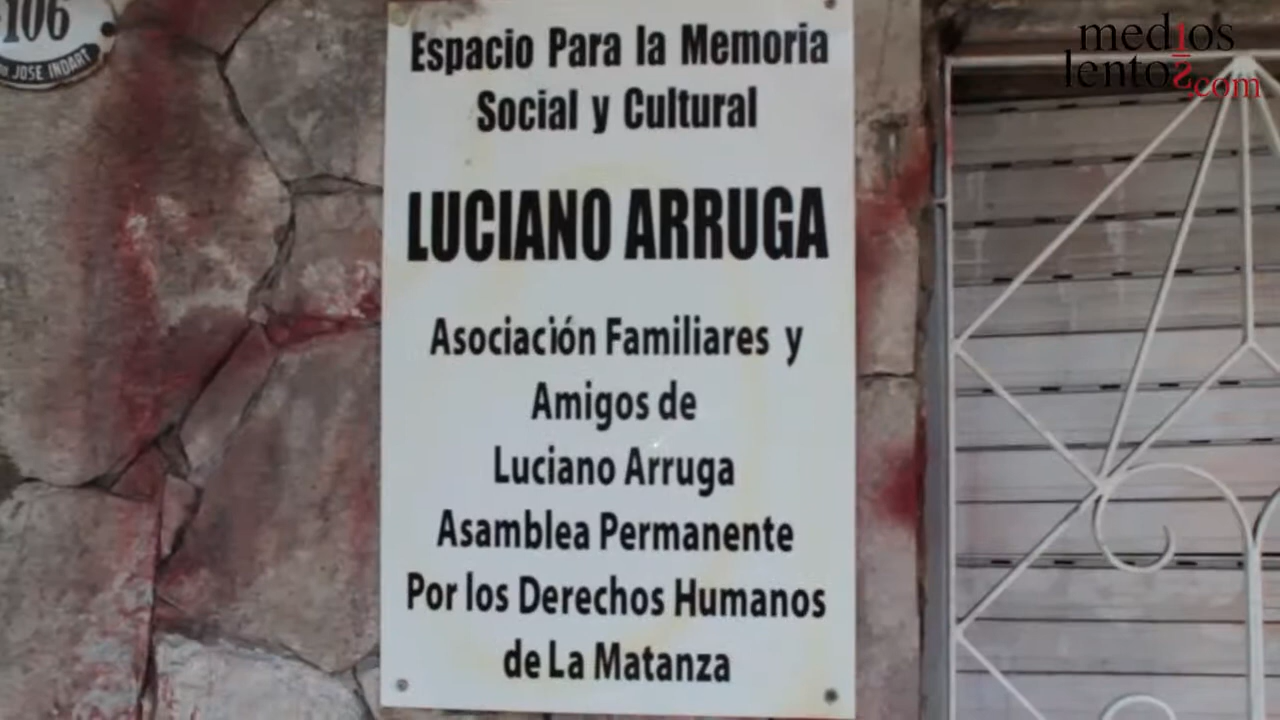 106
JOSE INDART
Espacio Para la Memoria
Social y Cultural
LUCIANO ARRUGA
Asociación Familiares y
Amigos de
Luciano Arruga
Asamblea Permanente
Por los Derechos Humanos
de La Matanza
medios
lentos.com